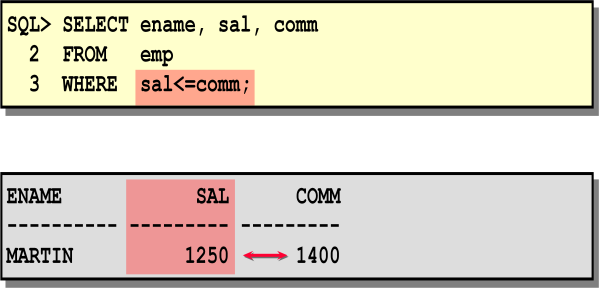 SQL> SELECT ename, sal, comm
2 FROM emp
3 WHERE sal<=comm;
ENAME SAL COMM
---------- --------- ---------
MARTIN 1250 1400